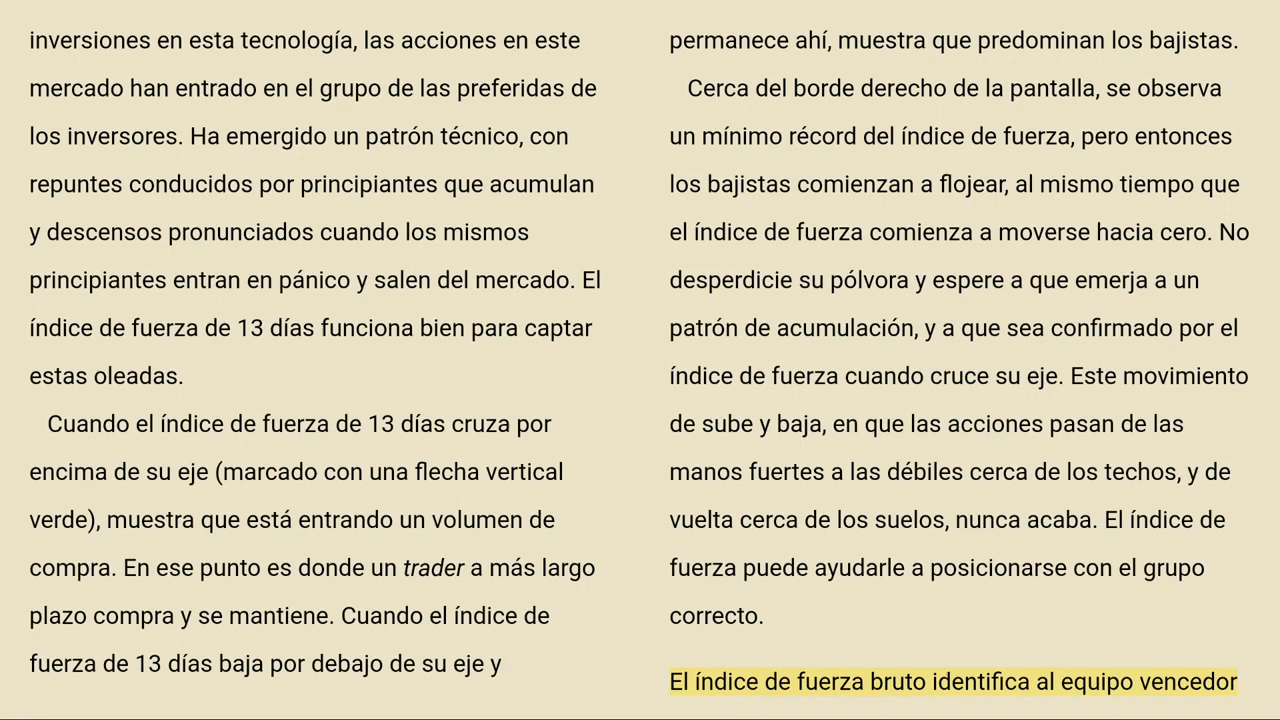 inversiones en esta tecnología, las acciones en este
mercado han entrado en el grupo de las preferidas de
los inversores. Ha emergido un patrón técnico, con
repuntes conducidos por principiantes que acumulan
y descensos pronunciados cuando los mismos
principiantes entran en pánico y salen del mercado. El
índice de fuerza de 13 días funciona bien para captar
estas oleadas.
Cuando el índice de fuerza de 13 días cruza por
encima de su eje (marcado con una flecha vertical
verde), muestra que está entrando un volumen de
compra. En ese punto es donde un trader a más largo
plazo compra y se mantiene. Cuando el índice de
fuerza de 13 días baja por debajo de su eje y
permanece ahí, muestra que predominan los bajistas.
Cerca del borde derecho de la pantalla, se observa
un mínimo récord del índice de fuerza, pero entonces
los bajistas comienzan a flojear, al mismo tiempo que
el índice de fuerza comienza a moverse hacia cero. No
desperdicie su pólvora y espere a que emerja a un
patrón de acumulación, y a que sea confirmado por el
índice de fuerza cuando cruce su eje. Este movimiento
de sube y baja, en que las acciones pasan de las
manos fuertes a las débiles cerca de los techos, y de
vuelta cerca de los suelos, nunca acaba. El índice de
fuerza puede ayudarle a posicionarse con el grupo
correcto.
El índice de fuerza bruto identifica al equipo vencedor